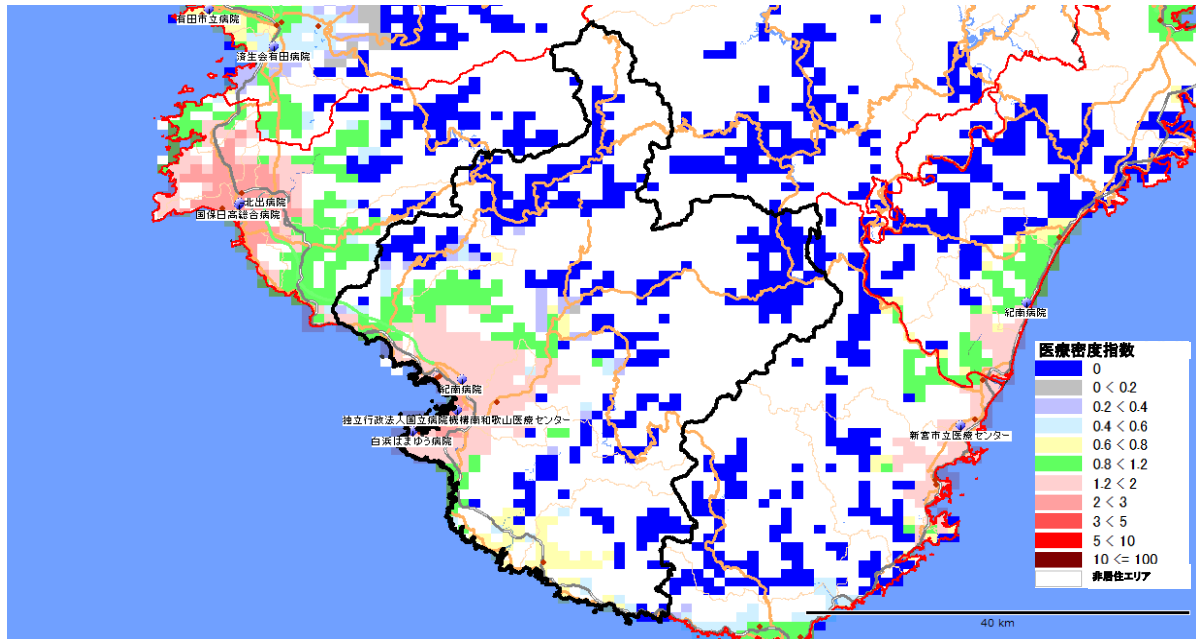 有田市立病院
済生会有田病院
北出病院
国保日高総合病院
紀南病院
紀南病院
独立行政法人国立病院機構南和歌山医療センター
白浜はまゆう病院
新宮市立医療センター
医療密度指数
0
0 < 0.2
0.2 < 0.4
0.4 < 0.6
0.6 < 0.8
0.8 < 1.2
1.2 < 2
2 < 3
3 < 5
5 < 10
10 <= 100
非居住エリア
40 km